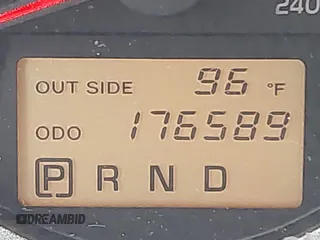 240
OUT SIDE 96 °F
ODO 176589
P R N D
DREAMBID